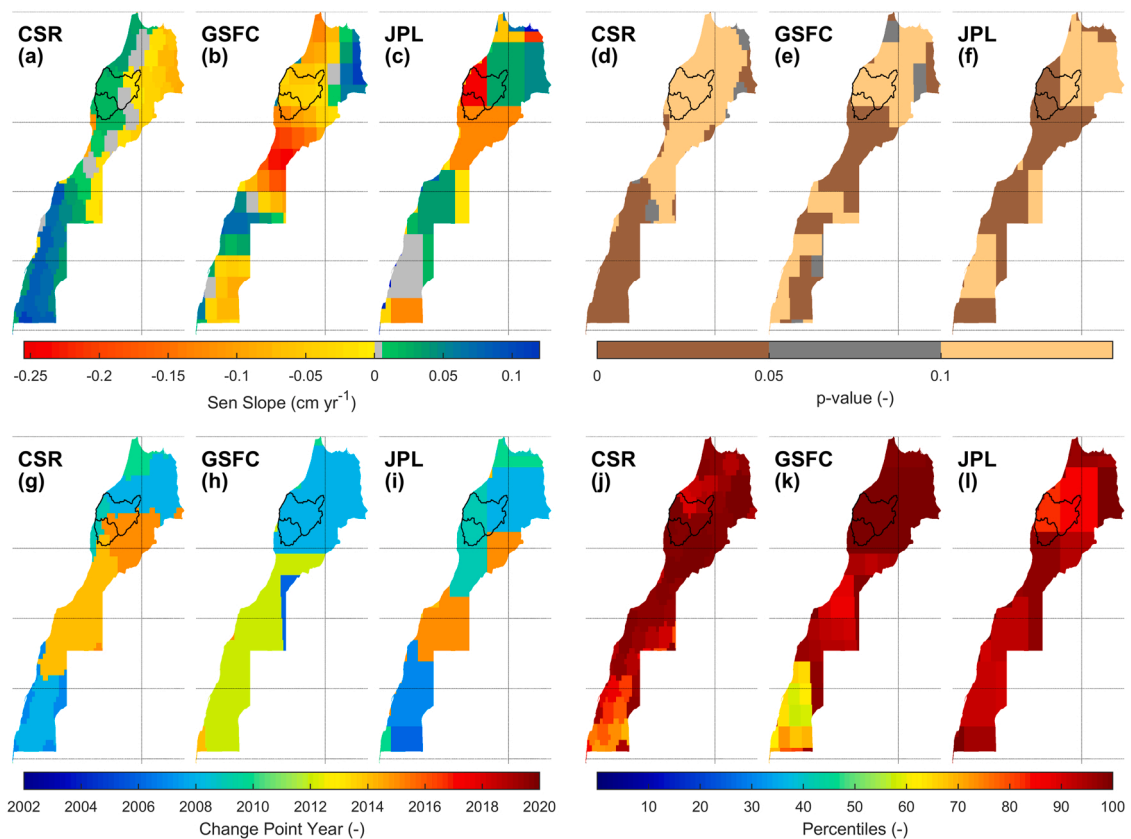 CSR GSFC JPL CSR GSFC JPL
(a) (b) (c) (d) (e) (f)
-0.25 -0.2 -0.15 -0.1 -0.05 0 0.05 0.1 0 0.05 0.1
Sen Slope (cm yr-1) p-value (-)
CSR GSFC JPL CSR GSFC JPL
(g) (h) (i) (j) (k) (l)
2002 2004 2006 2008 2010 2012 2014 2016 2018 2020 10 20 30 40 50 60 70 80 90 100
Change Point Year (-) Percentiles (-)